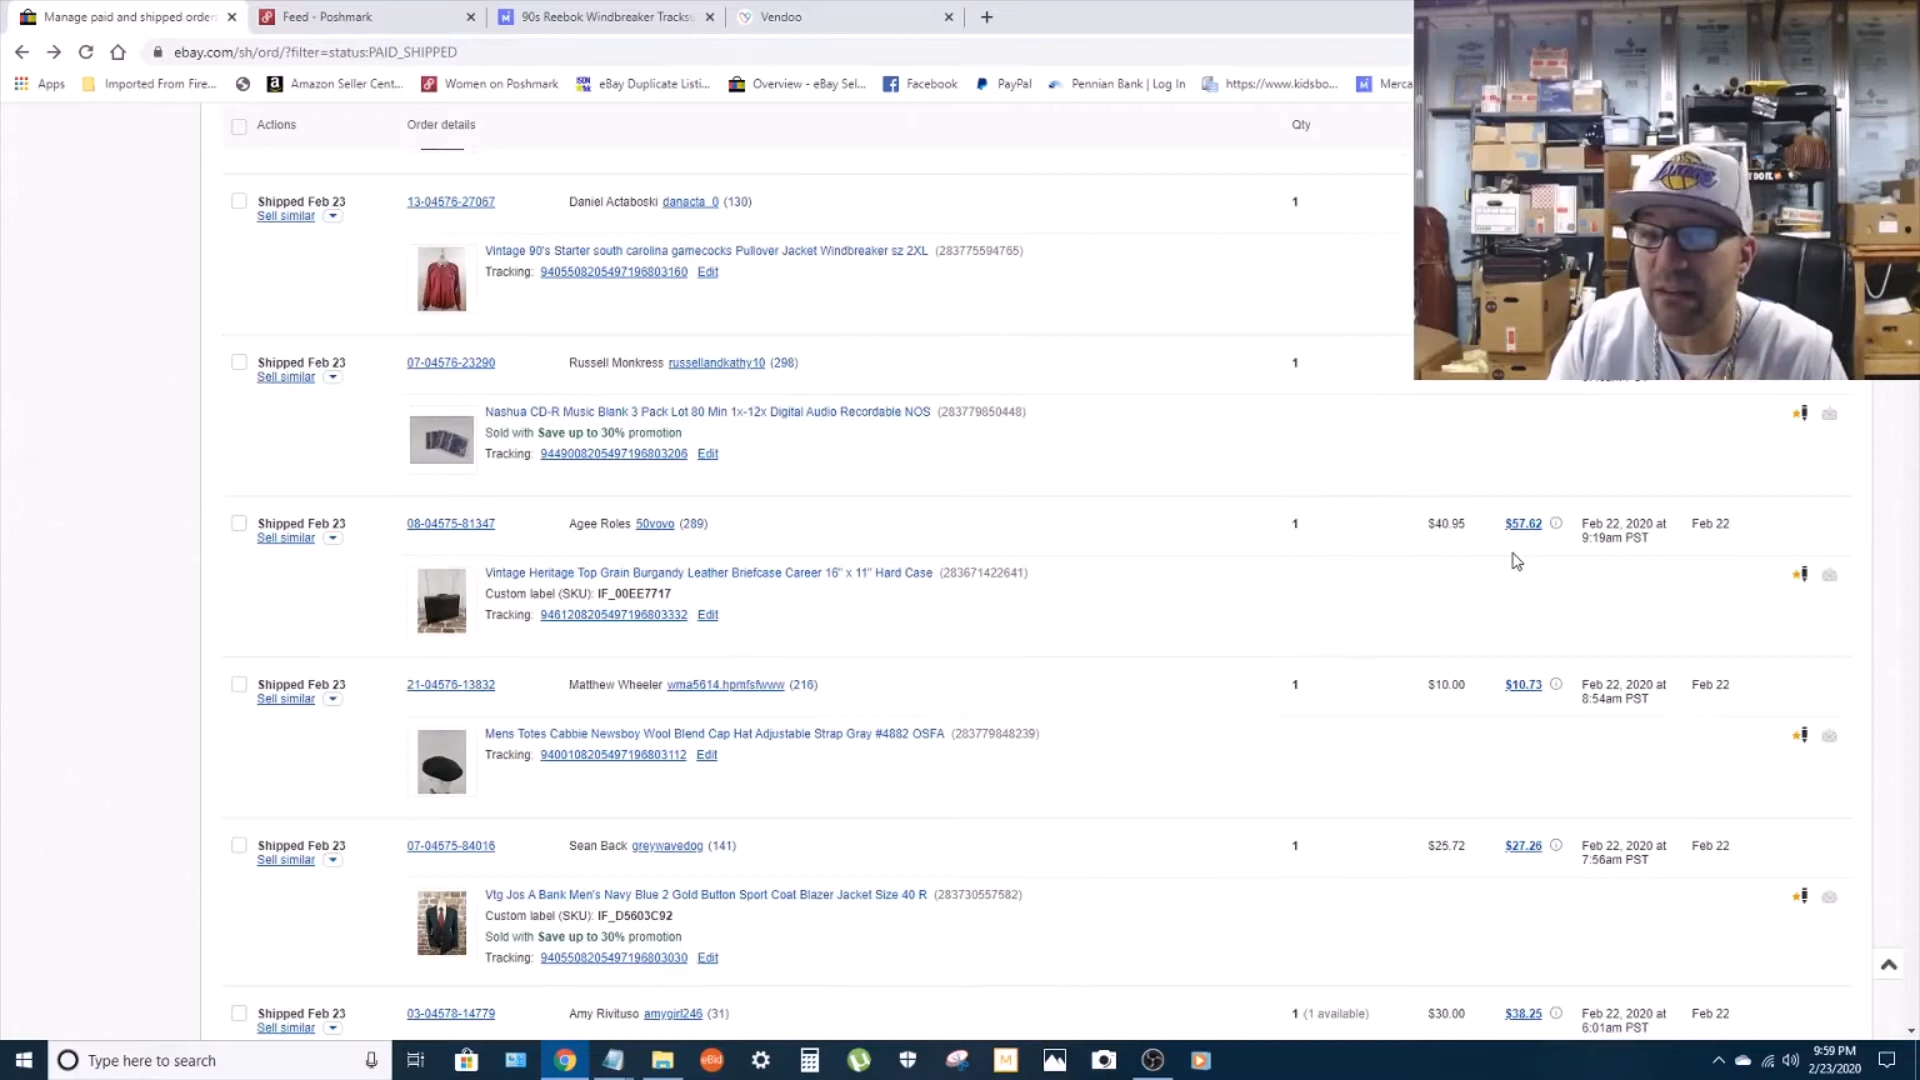 Manage paid and shipped order
Feed - Poshmark
90s Reebok Windbreaker Tracksu
Vendoo
ebay.com/sh/ord/?filter=status:PAID_SHIPPED
Apps
Imported From Fire...
Amazon Seller Cent...
Women on Poshmark
eBay Duplicate Listi...
Overview - eBay Sel...
Facebook
PayPal
Pennian Bank | Log In
https://www.kidsbo...
Merca
Actions
Order details
Qty
Shipped Feb 23
Sell similar
13-04576-27067
Daniel Actaboski danacta_0 (130)
1
Vintage 90's Starter south carolina gamecocks Pullover Jacket Windbreaker sz 2XL (283775594765)
Tracking: 9405508205497196803160 Edit
Shipped Feb 23
Sell similar
07-04576-23290
Russell Monkress russellandkathy10 (298)
1
Nashua CD-R Music Blank 3 Pack Lot 80 Min 1x-12x Digital Audio Recordable NOS (283779850448)
Sold with Save up to 30% promotion
Tracking: 9449008205497196803206 Edit
Shipped Feb 23
Sell similar
08-04575-81347
Agee Roles 50vovo (289)
1
$40.95
$57.62
Feb 22, 2020 at
9:19am PST
Feb 22
Vintage Heritage Top Grain Burgandy Leather Briefcase Career 16" x 11" Hard Case (283671422641)
Custom label (SKU): IF_00EE7717
Tracking: 9461208205497196803332 Edit
Shipped Feb 23
Sell similar
21-04576-13832
Matthew Wheeler wma5614.hpmfsfwww (216)
1
$10.00
$10.73
Feb 22, 2020 at
8:54am PST
Feb 22
Mens Totes Cabbie Newsboy Wool Blend Cap Hat Adjustable Strap Gray #4882 OSFA (283779848239)
Tracking: 9400108205497196803112 Edit
Shipped Feb 23
Sell similar
07-04575-84016
Sean Back greywavedog (141)
1
$25.72
$27.26
Feb 22, 2020 at
7:56am PST
Feb 22
Vtg Jos A Bank Men's Navy Blue 2 Gold Button Sport Coat Blazer Jacket Size 40 R (283730557582)
Custom label (SKU): IF_D5603C92
Sold with Save up to 30% promotion
Tracking: 9405508205497196803030 Edit
Shipped Feb 23
Sell similar
03-04578-14779
Amy Rivituso amygirl246 (31)
1 (1 available)
$30.00
$38.25
Feb 22, 2020 at
6:01am PST
Feb 22
Type here to search
eBid
9:59 PM
2/23/2020